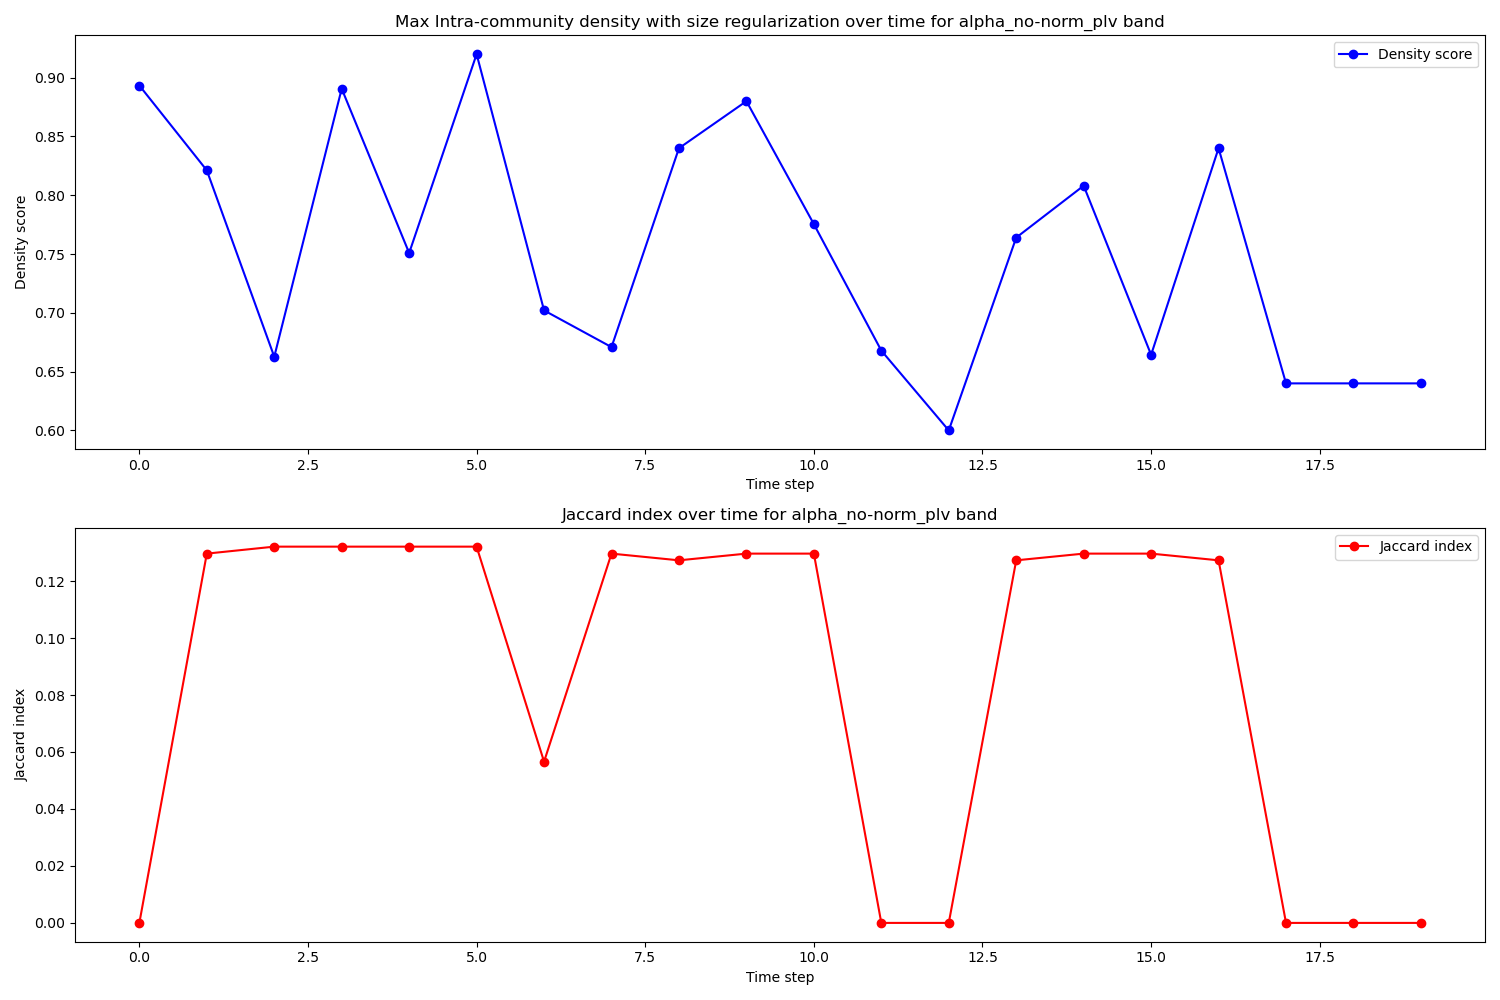 Max Intra-community density with size regularization over time for alpha_no-norm_plv band
Density score
0.90
0.85
0.80
0.75
0.70
0.65
0.60
Density score
0.0 2.5 5.0 7.5 10.0 12.5 15.0 17.5
Time step
Jaccard index over time for alpha_no-norm_plv band
Jaccard index
0.12
0.10
0.08
0.06
0.04
0.02
0.00
Jaccard index
0.0 2.5 5.0 7.5 10.0 12.5 15.0 17.5
Time step